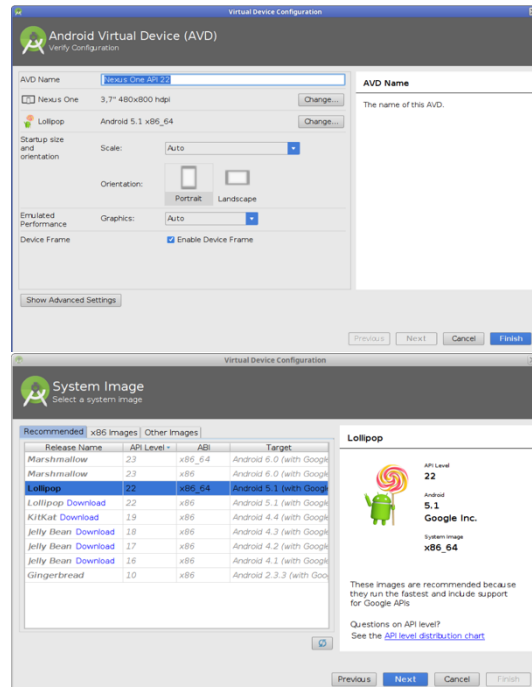 Virtual Device Configuration
Android Virtual Device (AVD)
Verify Configuration
AVD Name
Nexus One API 22
Nexus One
3,7" 480x800 hdpi
Change...
Lollipop
Android 5.1 x86_64
Change...
Startup size
and
orientation
Scale:
Auto
Orientation:
Portrait
Landscape
Emulated
Performance
Graphics:
Auto
Device Frame
Enable Device Frame
Show Advanced Settings
AVD Name
The name of this AVD.
Previous
Next
Cancel
Finish
Virtual Device Configuration
System Image
Select a system image
Recommended
x86 Images
Other Images
Release Name API Level ABI Target
Marshmallow 23 x86_64 Android 6.0 (with Googl
Marshmallow 23 x86 Android 6.0 (with Googl
Lollipop 22 x86_64 Android 5.1 (with Googl
Lollipop Download 22 x86 Android 5.1 (with Googl
KitKat Download 19 x86 Android 4.4 (with Googl
Jelly Bean Download 18 x86 Android 4.3 (with Googl
Jelly Bean Download 17 x86 Android 4.2 (with Googl
Jelly Bean Download 16 x86 Android 4.1 (with Googl
Gingerbread 10 x86 Android 2.3.3 (with Goo
Lollipop
API Level
22
Android
5.1
Google Inc.
System Image
x86_64
These images are recommended because
they run the fastest and include support
for Google APIs
Questions on API level?
See the API level distribution chart
Previous
Next
Cancel
Finish